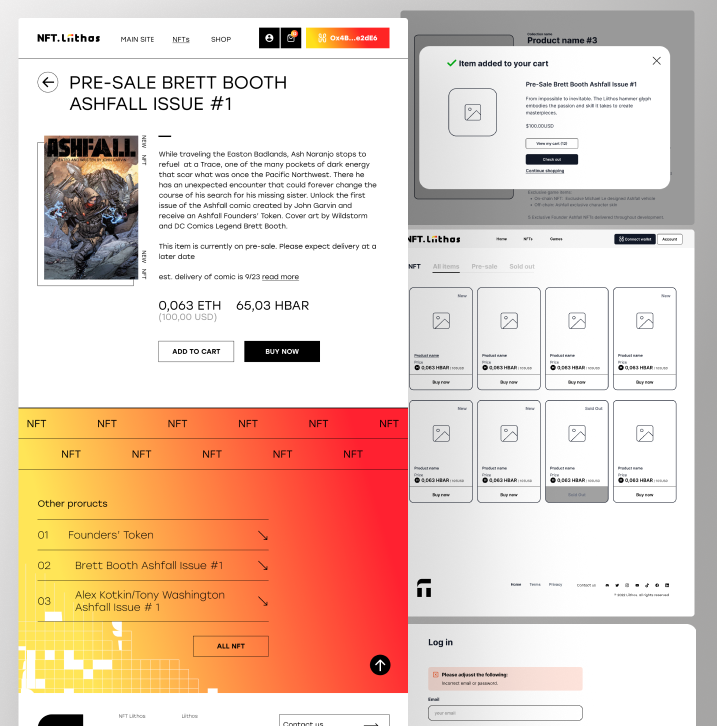 NFT.Liithos
MAIN SITE
NFTs
SHOP
0x4B...e2dE6
PRE-SALE BRETT BOOTH
ASHFALL ISSUE #1
ASHFALL
NEW NFT
NEW NFT
While traveling the Easton Badlands, Ash Naranjo stops to
refuel at a Trace, one of the many pockets of dark energy
that scar what was once the Pacific Northwest. There he
has an unexpected encounter that could forever change the
course of his search for his missing sister. Unlock the first
issue of the Ashfall comic created by John Garvin and
receive an Ashfall Founders' Token. Cover art by Wildstorm
and DC Comics Legend Brett Booth.
This item is currently on pre-sale. Please expect delivery at a
later date
est. delivery of comic is 9/23 read more
0,063 ETH 65,03 HBAR
(100,00 USD)
ADD TO CART
BUY NOW
NFT NFT NFT NFT NFT NFT
NFT NFT NFT NFT NFT
Other proructs
01 Founders' Token
02 Brett Booth Ashfall Issue #1
03 Alex Kotkin/Tony Washington
Ashfall Issue # 1
ALL NFT
NFT Liithos
Liithos
Contact us
Collection name
Product name #3
Item added to your cart
Pre-Sale Brett Booth Ashfall Issue #1
From impossible to inevitable. The Liithos hammer glyph
embodies the passion and skill it takes to create
masterpieces.
$100,00USD
View my cart (12)
Check out
Continue shopping
Exclusive game items:
NFT.Liithos
Home
NFTs
Games
Connect wallet
Account
NFT
All items
Pre-sale
Sold out
New
New
Product name
Product name
Product name
Product name
Price
Price
Price
Price
0,063 HBAR
0,063 HBAR
0,063 HBAR
0,063 HBAR
Buy now
Buy now
Buy now
Buy now
New
New
Sold Out
Product name
Product name
Product name
Product name
Price
Price
Price
Price
0,063 HBAR
0,063 HBAR
0,063 HBAR
0,063 HBAR
Buy now
Buy now
Sold Out
Buy now
Home
Terms
Privacy
Contact us
Log in
Please adjusst the following:
Incorrect email or password.
Email
your email